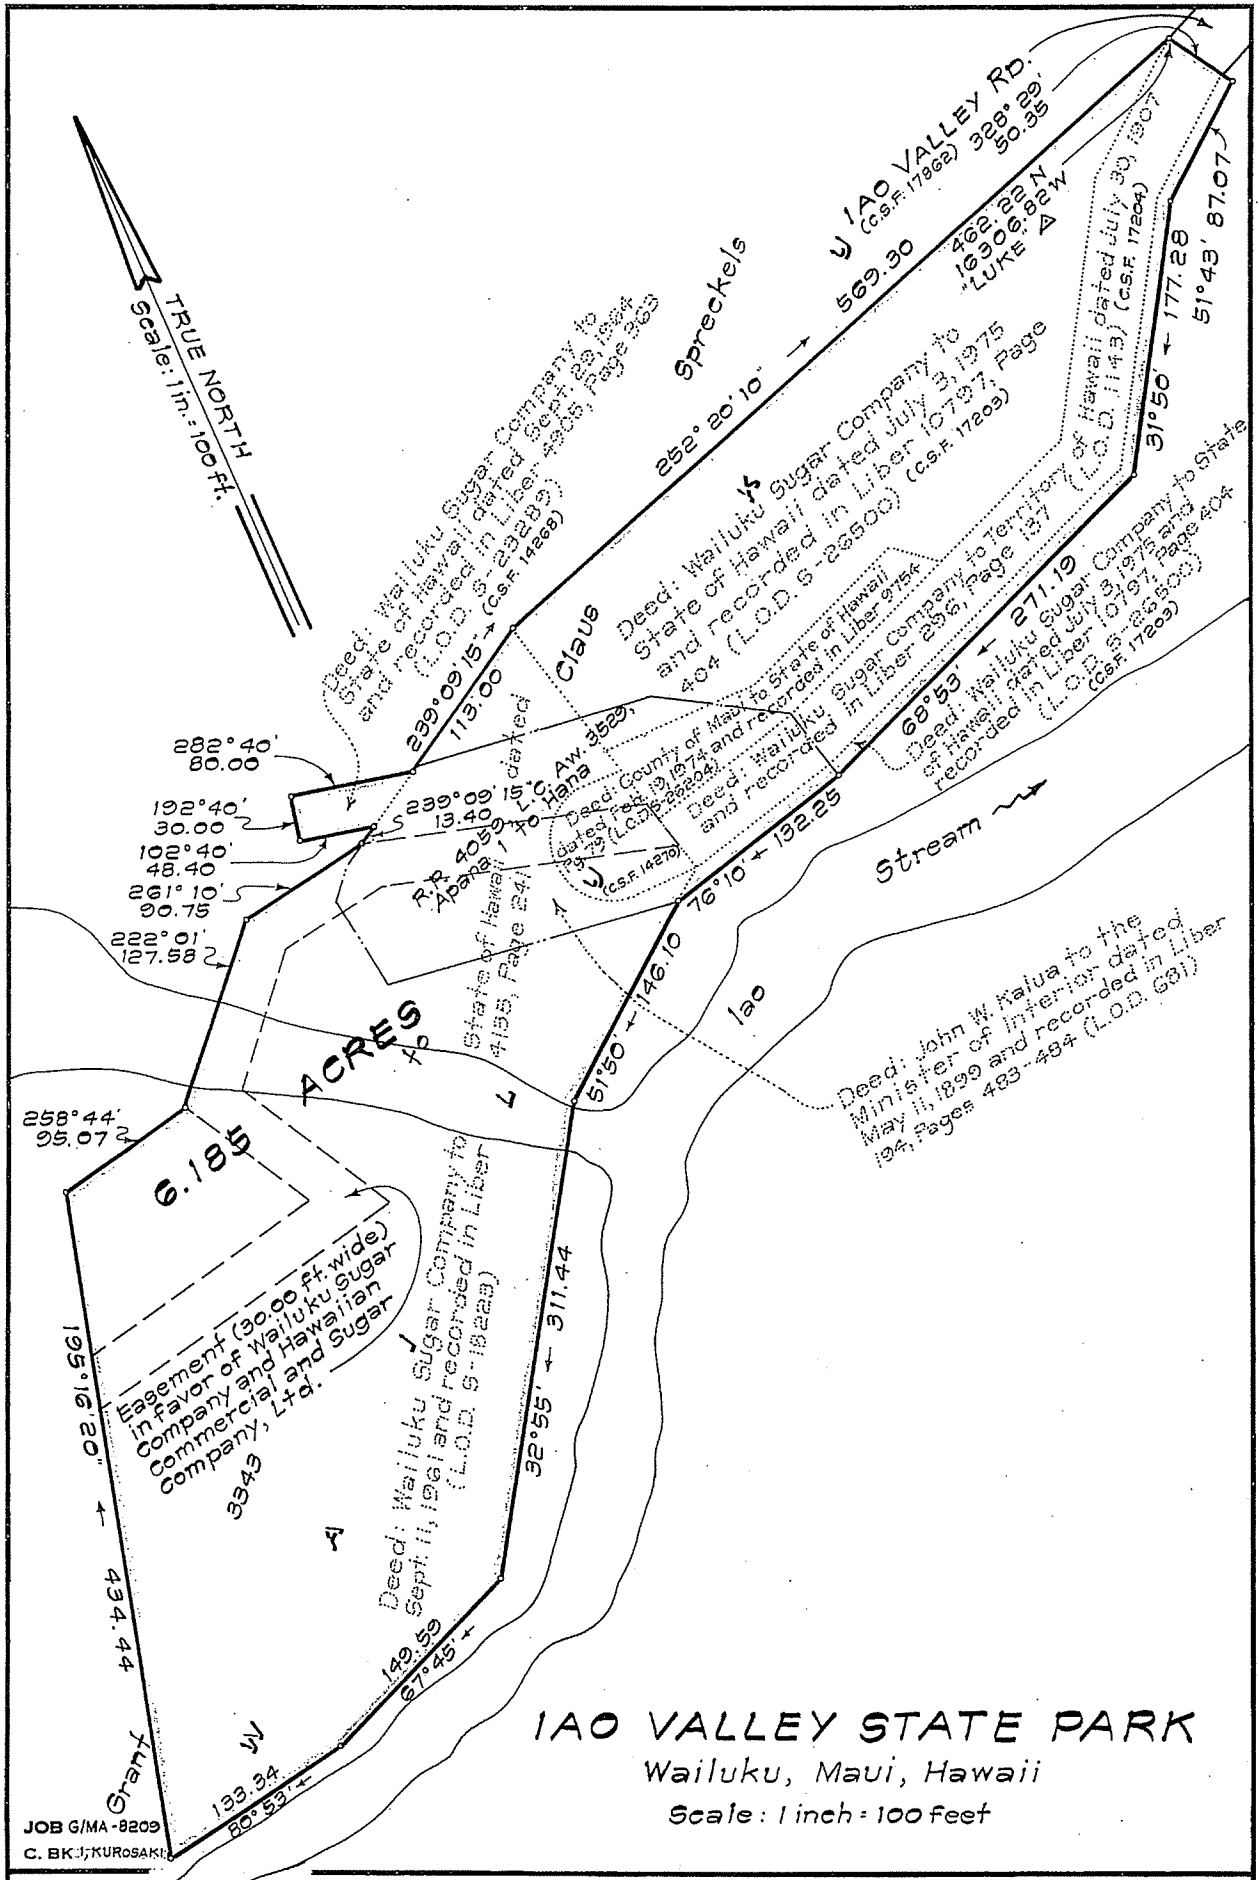 IAO VALLEY RD.
(C.S.F. 17962)
328° 29'
50.35
462.22 N
16306.82 W
"LUKE" △
569.30
252° 20' 10" →
51°43' 87.07
31°50' ← 177.28
TRUE NORTH
Scale: 1 in. = 100 ft.
Spreckels
Claus
to
Grant
3343
Deed: Wailuku Sugar Company to
State of Hawaii dated Sept. 22, 1964
and recorded in Liber 4905, Page 363
(L.O.D. S-23289)
(C.S.F. 14268)
Deed: Wailuku Sugar Company to
State of Hawaii dated July 3, 1975
and recorded in Liber 10797, Page
404 (L.O.D. S-26500) (C.S.F. 17203)
Deed: Wailuku Sugar Company to Territory of Hawaii dated July 30, 1907
and recorded in Liber 296, Page 137 (L.O.D. 1143) (C.S.F. 17204)
Deed: County of Maui to State of Hawaii
dated Feb. 19, 1974 and recorded in Liber 9754
Pg. 79 (L.O.D. S-26204)
(C.S.F. 14270)
Deed: Wailuku Sugar Company to State
of Hawaii dated July 3, 1975 and
recorded in Liber 10797, Page 404
(L.O.D. S-26500)
(C.S.F. 17203)
239°09'15" →
113.00
282°40'
80.00
192°40'
30.00
102°40'
48.40
239°09'15"
13.40
261°10'
90.75
222°01'
127.58
258°44'
95.07
R.P. 4059, L.C. Aw. 3529,
Apana 1 to Hana
68°53' ← 271.19
76°10' ← 132.25
51°50' ← 146.10
Iao
Stream
Deed: John W. Kalua to the
Minister of Interior dated
May 11, 1899 and recorded in Liber
194, Pages 483-484 (L.O.D. 681)
6.185
ACRES
Deed: Wailuku Sugar Company to
State of Hawaii dated
Sept. 11, 1961 and recorded in Liber
4135, Page 241
(L.O.D. S-18223)
Easement (30.00 ft. wide)
in favor of Wailuku Sugar
Company and Hawaiian
Commercial and Sugar
Company, Ltd.
32°55' ← 311.44
195°16'20"
434.44
149.59
67°45' ←
133.34
80°53' ←
IAO VALLEY STATE PARK
Wailuku, Maui, Hawaii
Scale: 1 inch = 100 feet
JOB G/MA-8209
C. BK. J. KUROSAKI